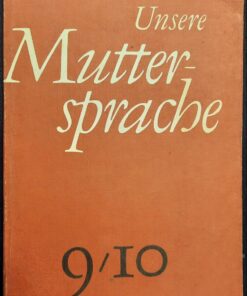 Unsere
Mutter-
sprache
9/10